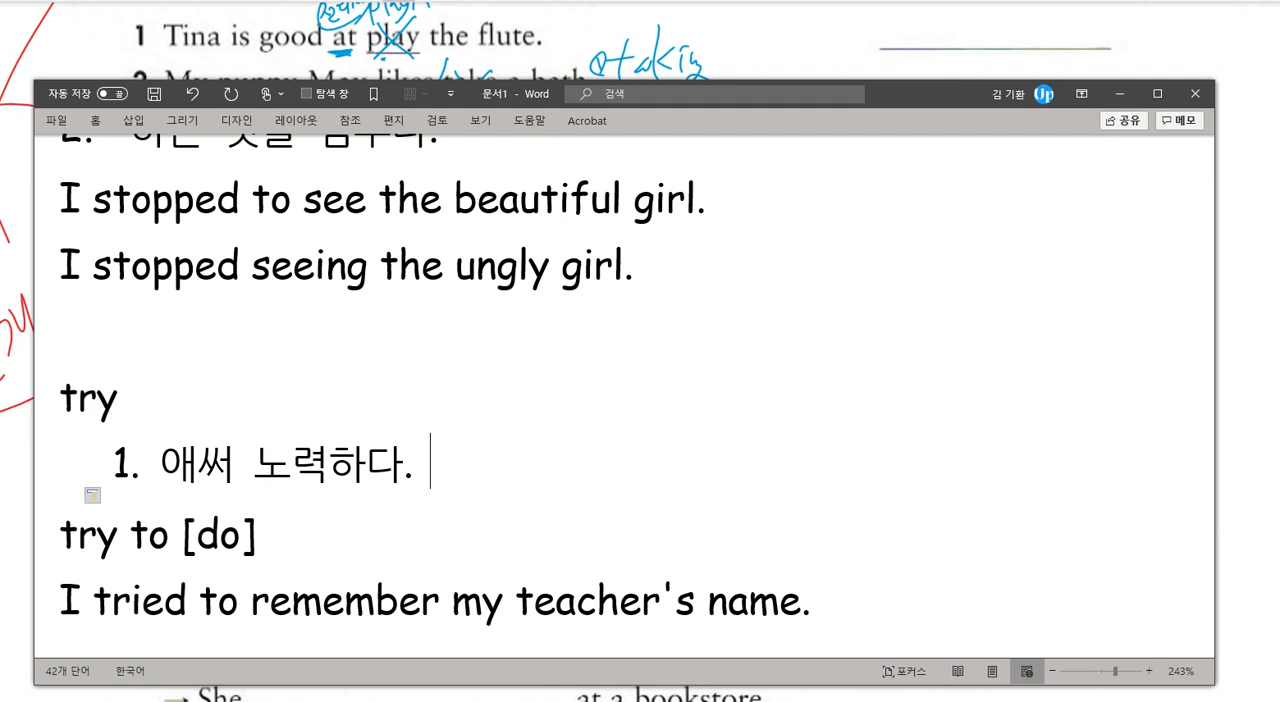 1 Tina is good at play the flute.
taking
자동 저장 끔 탐색 창 문서1 - Word 검색 김 기환 Up
파일 홈 삽입 그리기 디자인 레이아웃 참조 편지 검토 보기 도움말 Acrobat 공유 메모
I stopped to see the beautiful girl.
I stopped seeing the ungly girl.
try
1. 애써 노력하다.
try to [do]
I tried to remember my teacher's name.
42개 단어 한국어 포커스 243%
→ She at a bookstore